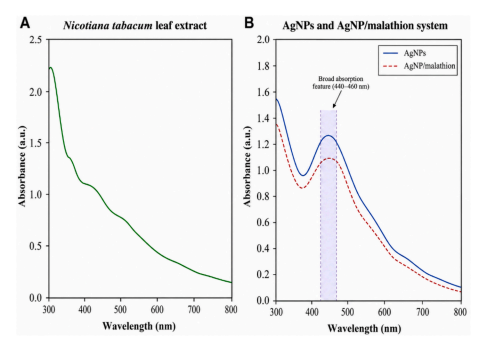 A
Nicotiana tabacum leaf extract
2.5
2.0
1.5
1.0
0.5
0.0
Absorbance (a.u.)
300 400 500 600 700 800
Wavelength (nm)
B
AgNPs and AgNP/malathion system
2.0
1.8
1.6
1.4
1.2
1.0
0.8
0.6
0.4
0.2
0.0
Absorbance (a.u.)
AgNPs
AgNP/malathion
Broad absorption
feature (440–460 nm)
300 400 500 600 700 800
Wavelength (nm)